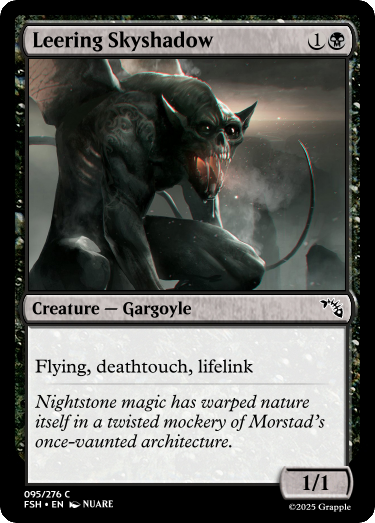 Leering Skyshadow 1
Creature — Gargoyle
Flying, deathtouch, lifelink
Nightstone magic has warped nature
itself in a twisted mockery of Morstad's
once-vaunted architecture.
1/1
095/276 C
FSH • EN NUARE
©2025 Grapple